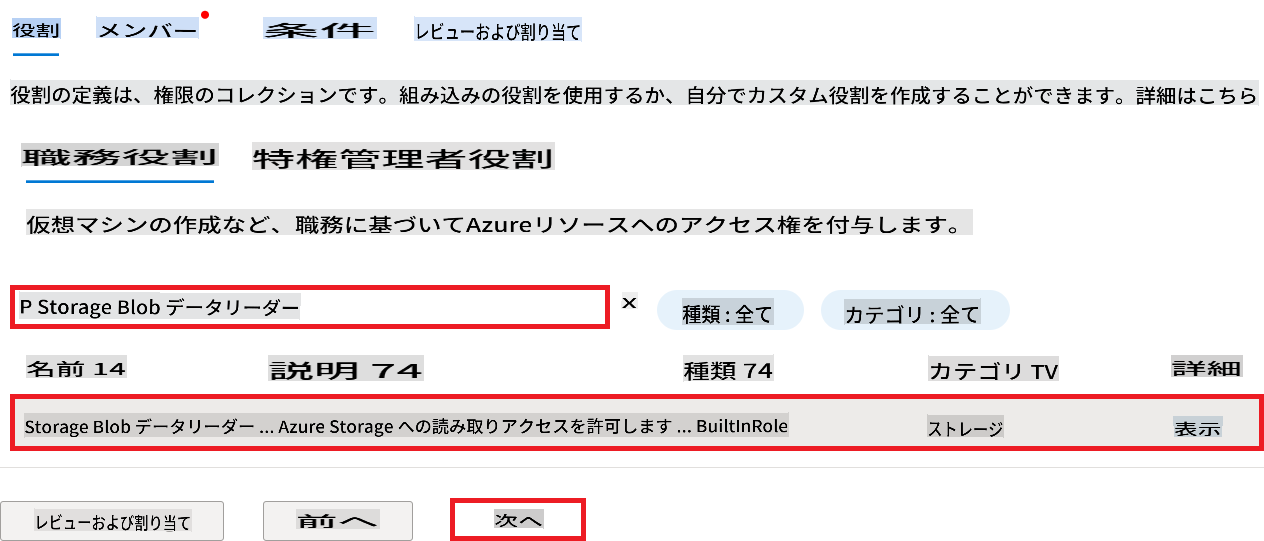 役割 メンバー 条件 レビューおよび割り当て
役割の定義は、権限のコレクションです。組み込みの役割を使用するか、自分でカスタム役割を作成することができます。詳細はこちら
職務役割 特権管理者役割
仮想マシンの作成など、職務に基づいてAzureリソースへのアクセス権を付与します。
P Storage Blob データリーダー × 種類 : 全て カテゴリ : 全て
名前 14 説明 74 種類 74 カテゴリ TV 詳細
Storage Blob データリーダー ... Azure Storage への読み取りアクセスを許可します ... BuiltInRole ストレージ 表示
レビューおよび割り当て 前へ 次へ